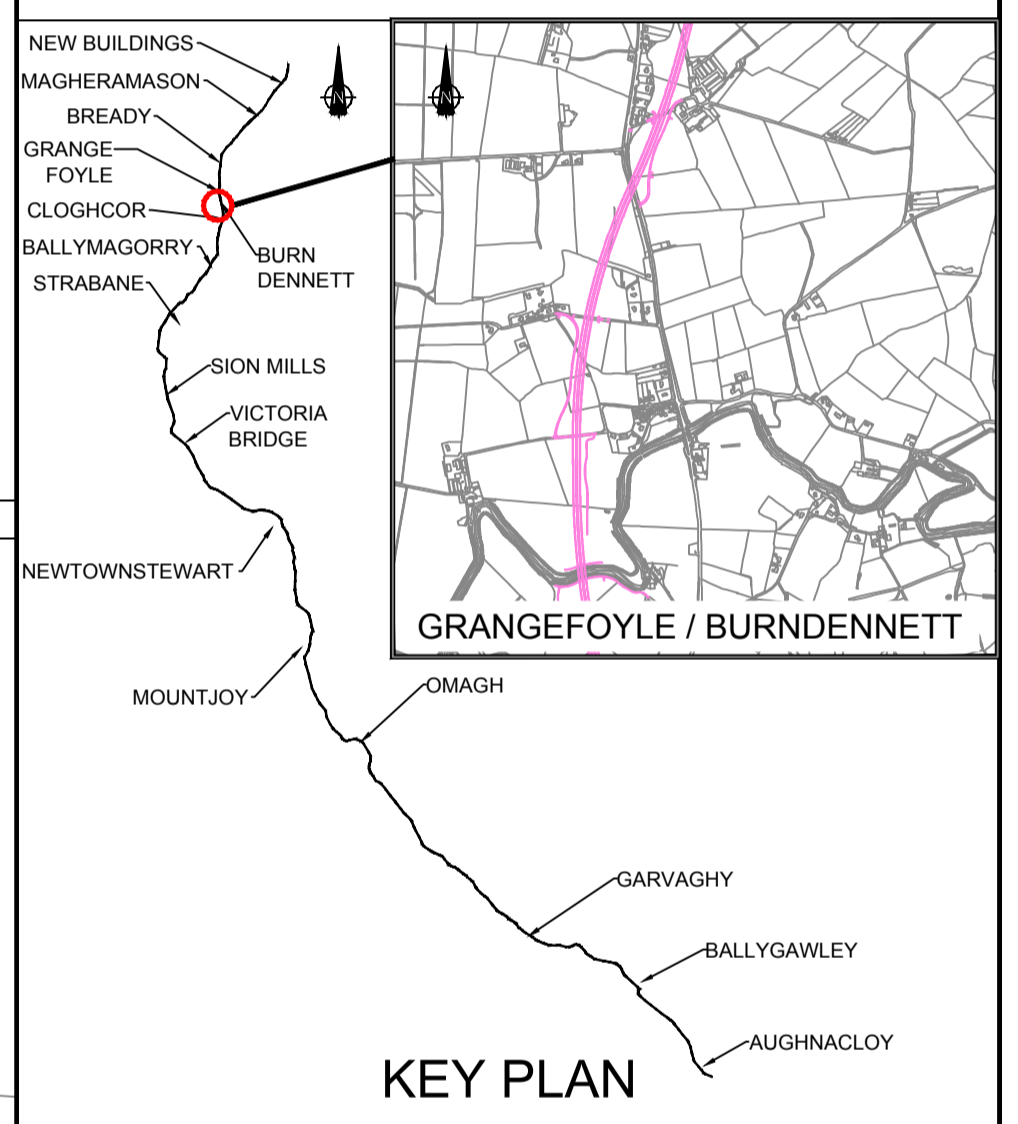 NEW BUILDINGS
MAGHERAMASON
BREADY
GRANGE
FOYLE
CLOGHCOR
BALLYMAGORRY
BURN
DENNETT
STRABANE
SION MILLS
VICTORIA
BRIDGE
NEWTOWNSTEWART
MOUNTJOY
OMAGH
GARVAGHY
BALLYGAWLEY
AUGHNACLOY
KEY PLAN
N
N
GRANGEFOYLE / BURNDENNETT